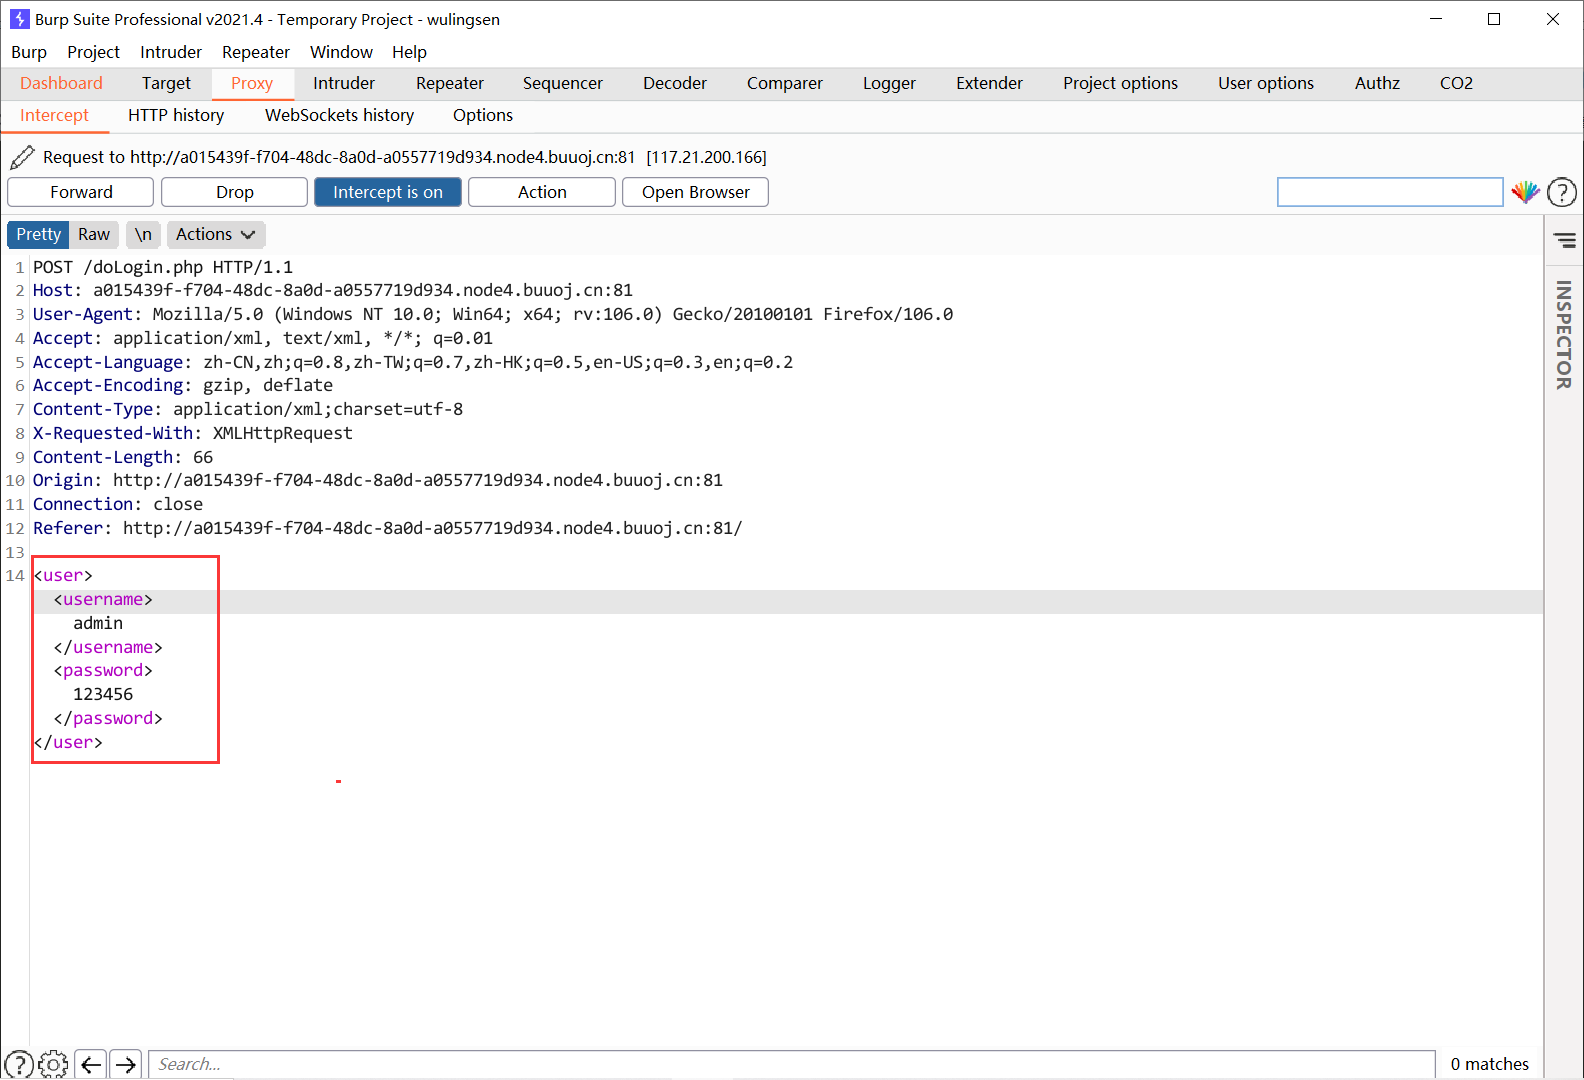 Burp Suite Professional v2021.4 - Temporary Project - wulingsen
Burp Project Intruder Repeater Window Help
Dashboard Target Proxy Intruder Repeater Sequencer Decoder Comparer Logger Extender Project options User options Authz CO2
Intercept HTTP history WebSockets history Options
Request to http://a015439f-f704-48dc-8a0d-a0557719d934.node4.buuoj.cn:81 [117.21.200.166]
Forward Drop Intercept is on Action Open Browser ?
Pretty Raw \n Actions
INSPECTOR
1 POST /doLogin.php HTTP/1.1
2 Host: a015439f-f704-48dc-8a0d-a0557719d934.node4.buuoj.cn:81
3 User-Agent: Mozilla/5.0 (Windows NT 10.0; Win64; x64; rv:106.0) Gecko/20100101 Firefox/106.0
4 Accept: application/xml, text/xml, */*; q=0.01
5 Accept-Language: zh-CN,zh;q=0.8,zh-TW;q=0.7,zh-HK;q=0.5,en-US;q=0.3,en;q=0.2
6 Accept-Encoding: gzip, deflate
7 Content-Type: application/xml;charset=utf-8
8 X-Requested-With: XMLHttpRequest
9 Content-Length: 66
10 Origin: http://a015439f-f704-48dc-8a0d-a0557719d934.node4.buuoj.cn:81
11 Connection: close
12 Referer: http://a015439f-f704-48dc-8a0d-a0557719d934.node4.buuoj.cn:81/
13
14 <user>
<username>
admin
</username>
<password>
123456
</password>
</user>
? Search... 0 matches